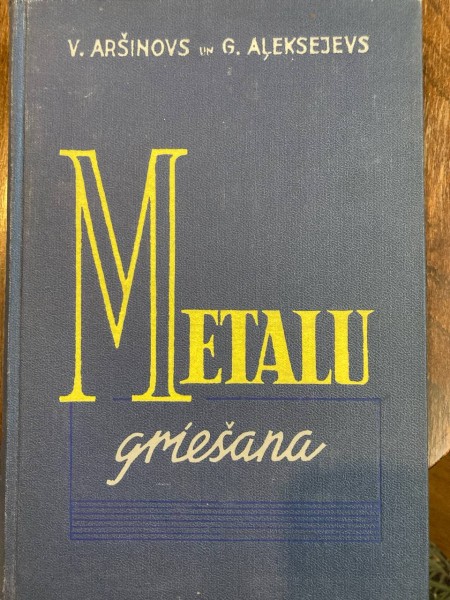 V. ARŠINOVS UN G. AĻEKSEJEVS
METALU
griešana